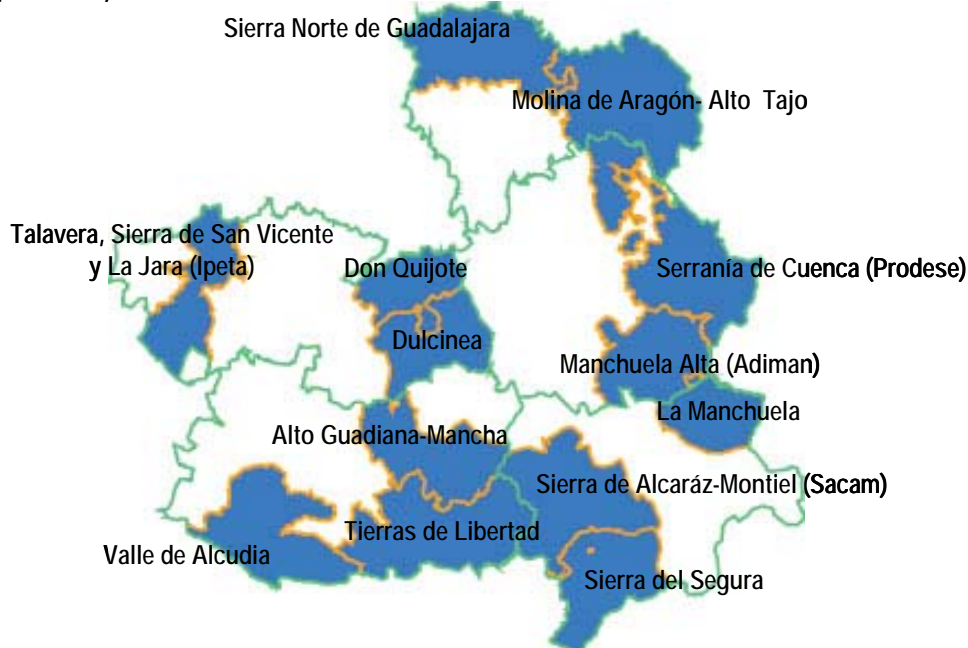 Sierra Norte de Guadalajara
Molina de Aragón- Alto Tajo
Talavera, Sierra de San Vicente
y La Jara (Ipeta)
Don Quijote
Serranía de Cuenca (Prodese)
Dulcinea
Manchuela Alta (Adiman)
La Manchuela
Alto Guadiana-Mancha
Sierra de Alcaráz-Montiel (Sacam)
Tierras de Libertad
Valle de Alcudia
Sierra del Segura